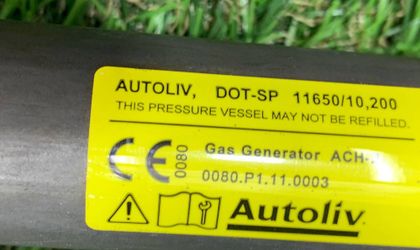 AUTOLIV, DOT-SP 11650/10,200
THIS PRESSURE VESSEL MAY NOT BE REFILLED.
CE 0080 Gas Generator ACH-.
0080.P1.11.0003
Autoliv